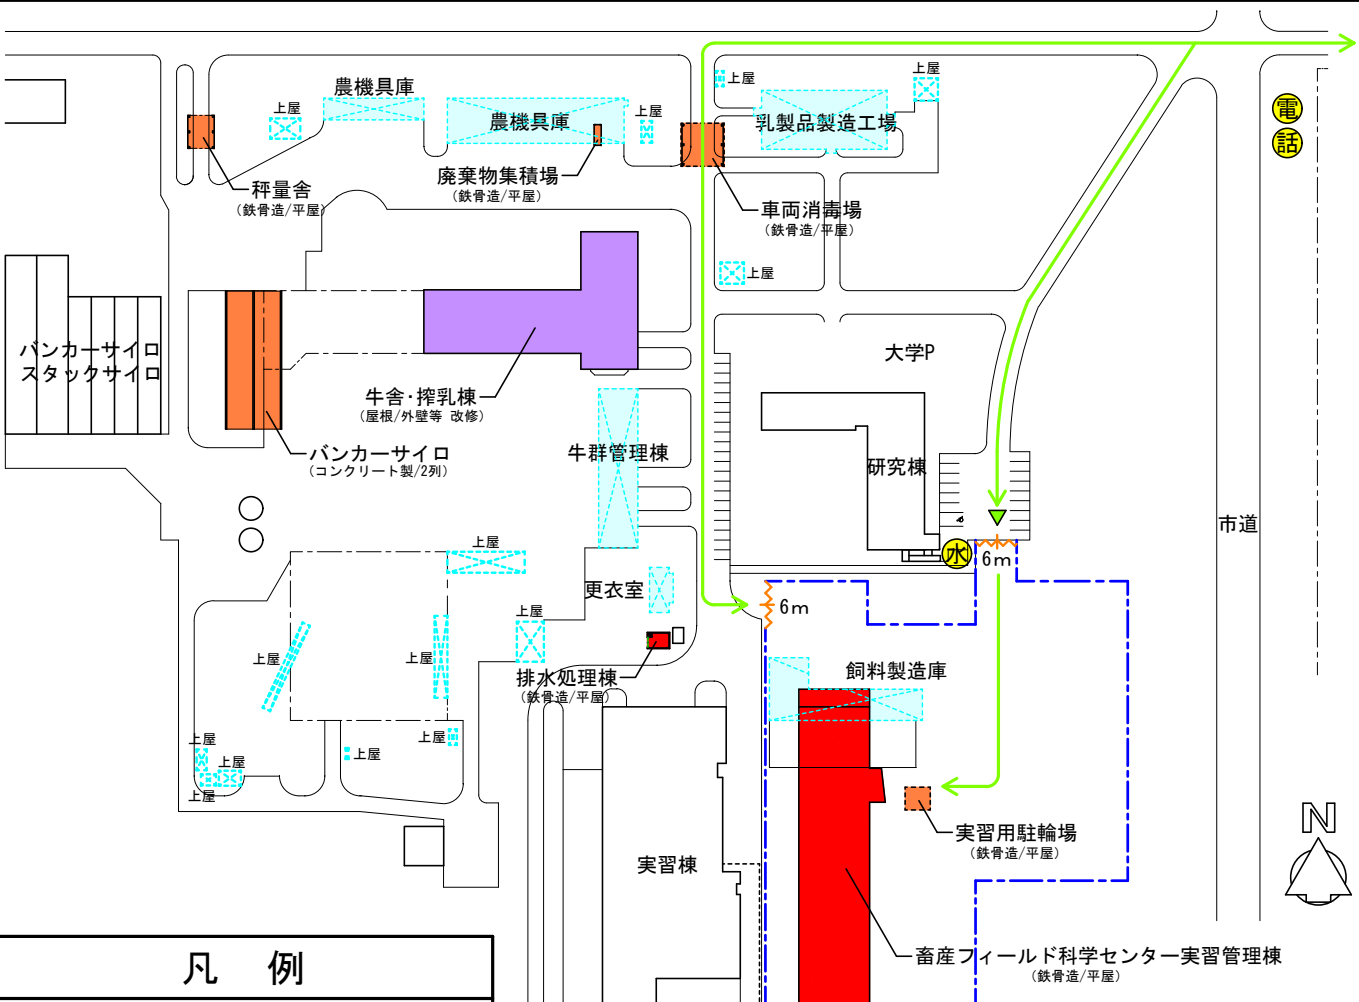 農機具庫
上屋
農機具庫
上屋
上屋
上屋
乳製品製造工場
電
話
秤量舎
(鉄骨造/平屋)
廃棄物集積場
(鉄骨造/平屋)
車両消毒場
(鉄骨造/平屋)
上屋
バンカーサイロ
スタックサイロ
大学P
牛舎・搾乳棟
(屋根/外壁等 改修)
バンカーサイロ
(コンクリート製/2列)
牛群管理棟
研究棟
市道
上屋
水
6m
更衣室
6m
上屋
上屋
上屋
排水処理棟
(鉄骨造/平屋)
飼料製造庫
上屋
上屋
上屋
上屋
上屋
実習用駐輪場
(鉄骨造/平屋)
N
実習棟
畜産フィールド科学センター実習管理棟
(鉄骨造/平屋)
凡 例